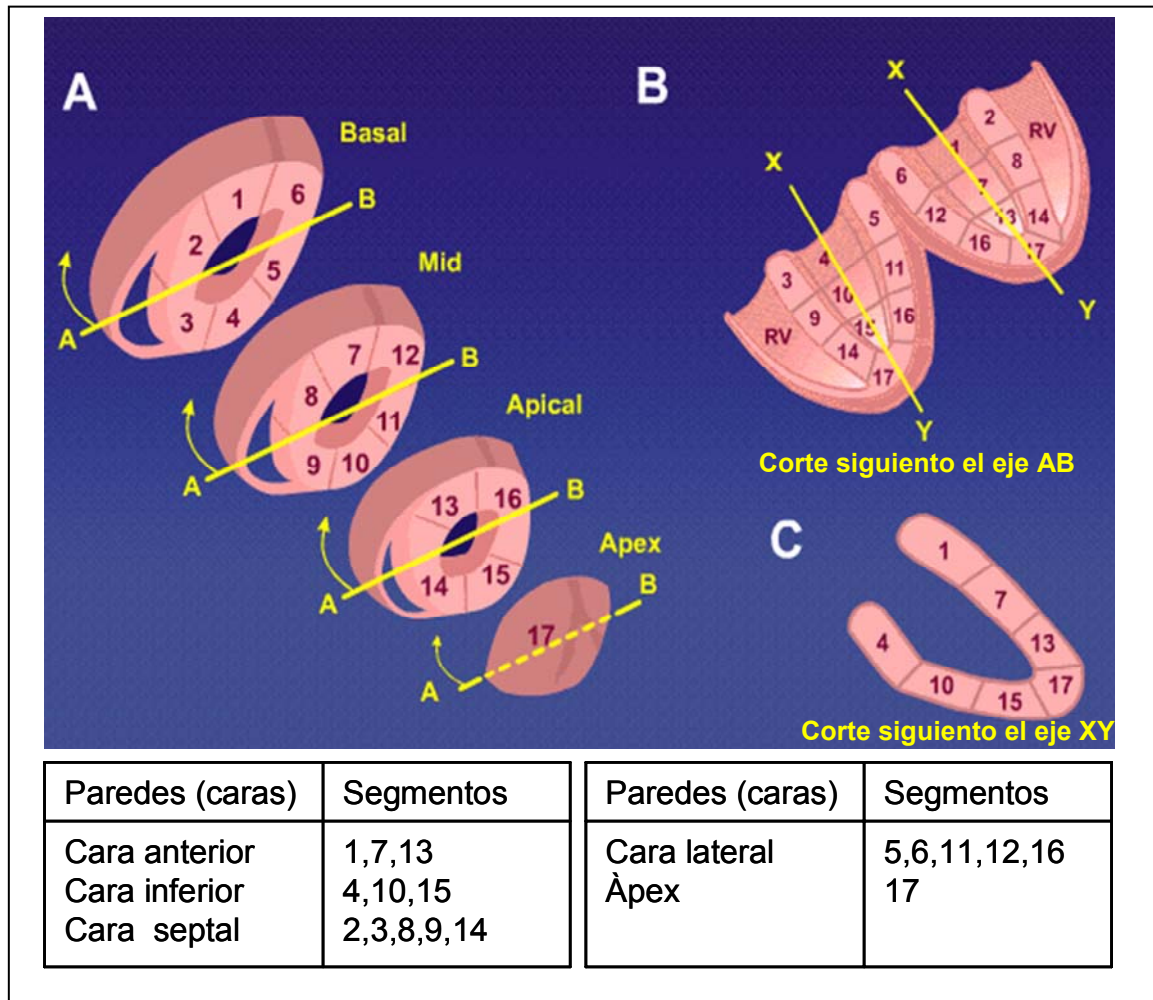 A
Basal
1 6
B
2
5
A
3 4
Mid
7 12
B
8
11
A
9 10
Apical
13 16
B
14 15
A
Apex
17
B
A
B
X
2 RV
1
8
6 7
12 13 14
16 17
Y
X
5
4
3 11
10
9 15 16
RV 14
17
Y
Corte siguiento el eje AB
C
1
7
4 13
10 15 17
Corte siguiento el eje XY
Paredes (caras) Segmentos
Cara anterior 1,7,13
Cara inferior 4,10,15
Cara septal 2,3,8,9,14
Paredes (caras) Segmentos
Cara lateral 5,6,11,12,16
Àpex 17